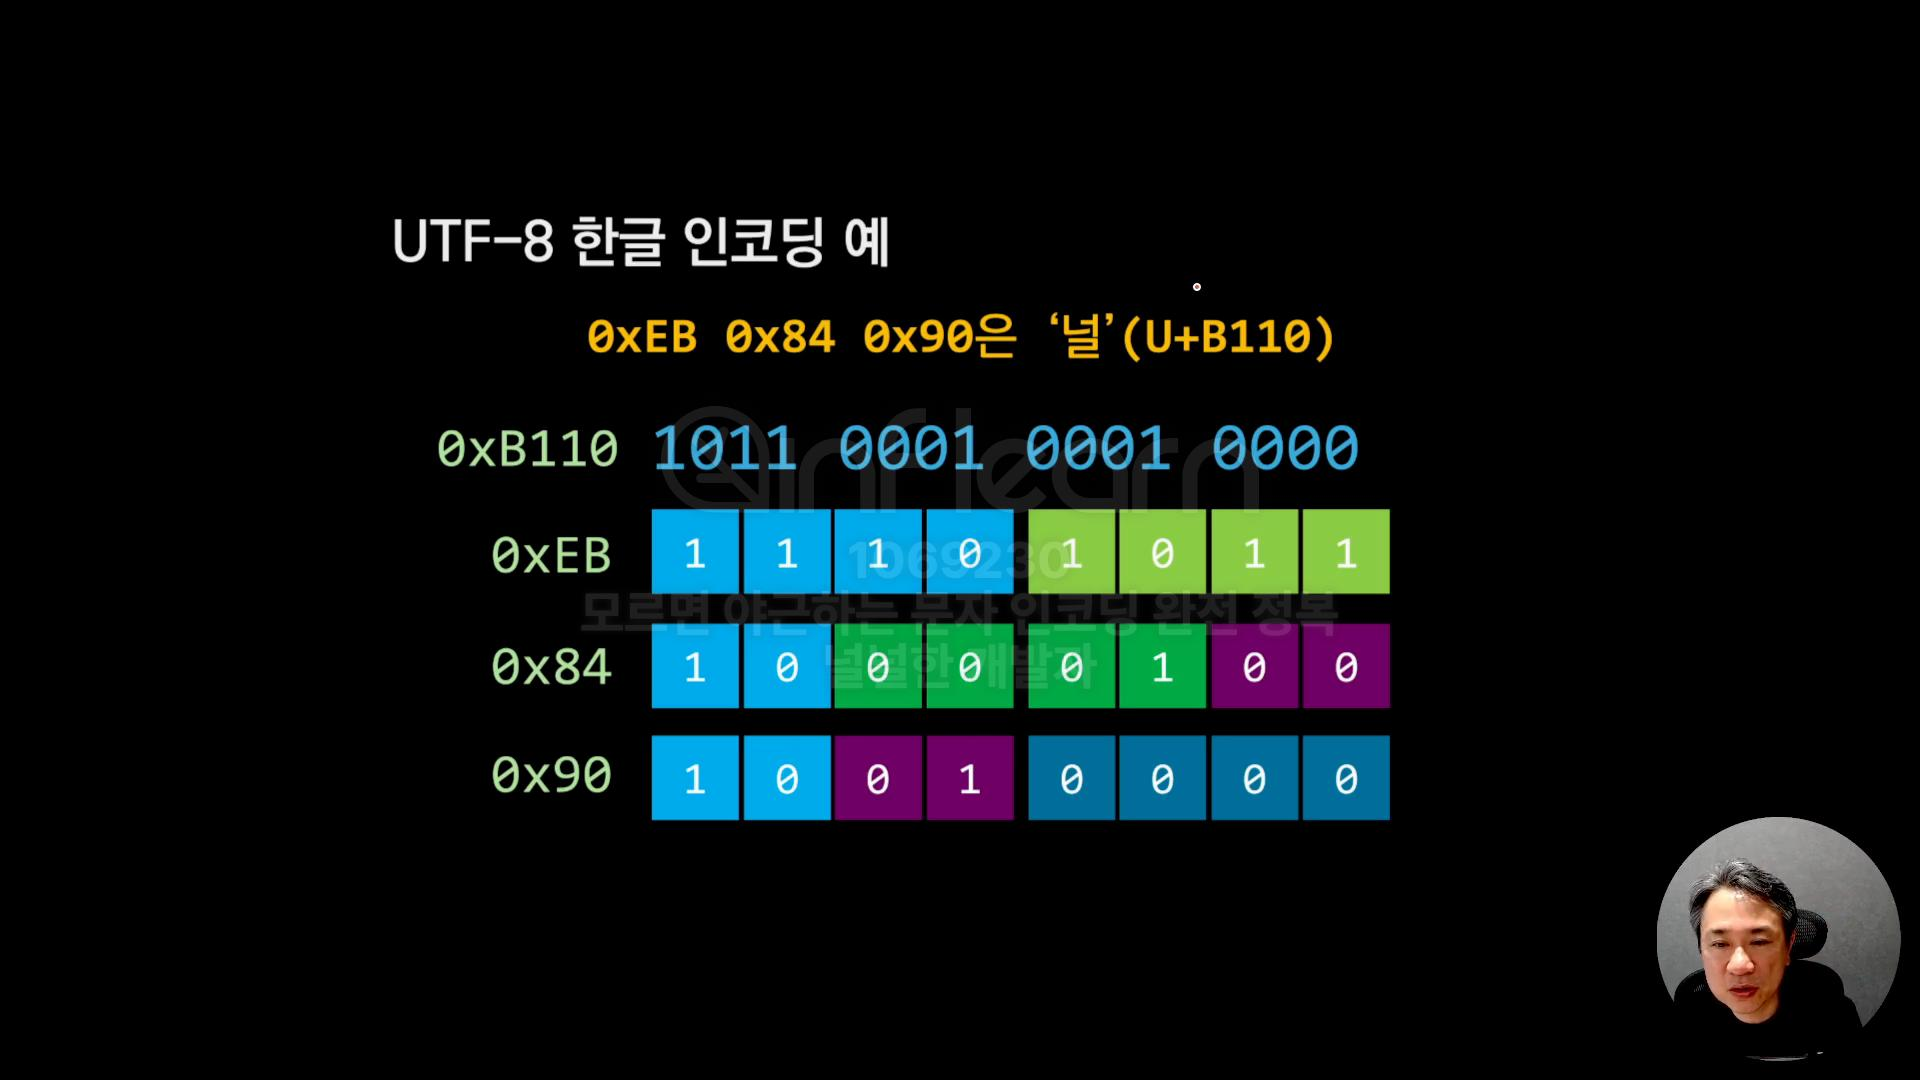 UTF-8 한글 인코딩 예
0xEB 0x84 0x90은 ‘널’(U+B110)
0xB110 1011 0001 0001 0000
inflearn
0xEB 1 1 1 0 1 0 1 1
1069230
모르면 야근하는 문자 인코딩 완전 정복
0x84 1 0 0 0 0 1 0 0
널널한 개발자
0x90 1 0 0 1 0 0 0 0